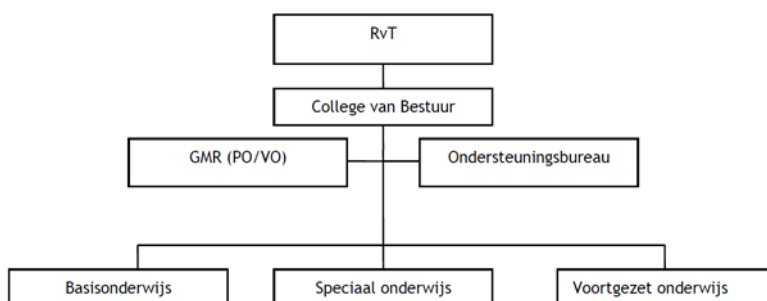 RvT
College van Bestuur
GMR (PO/VO)
Ondersteuningsbureau
Basisonderwijs
Speciaal onderwijs
Voortgezet onderwijs